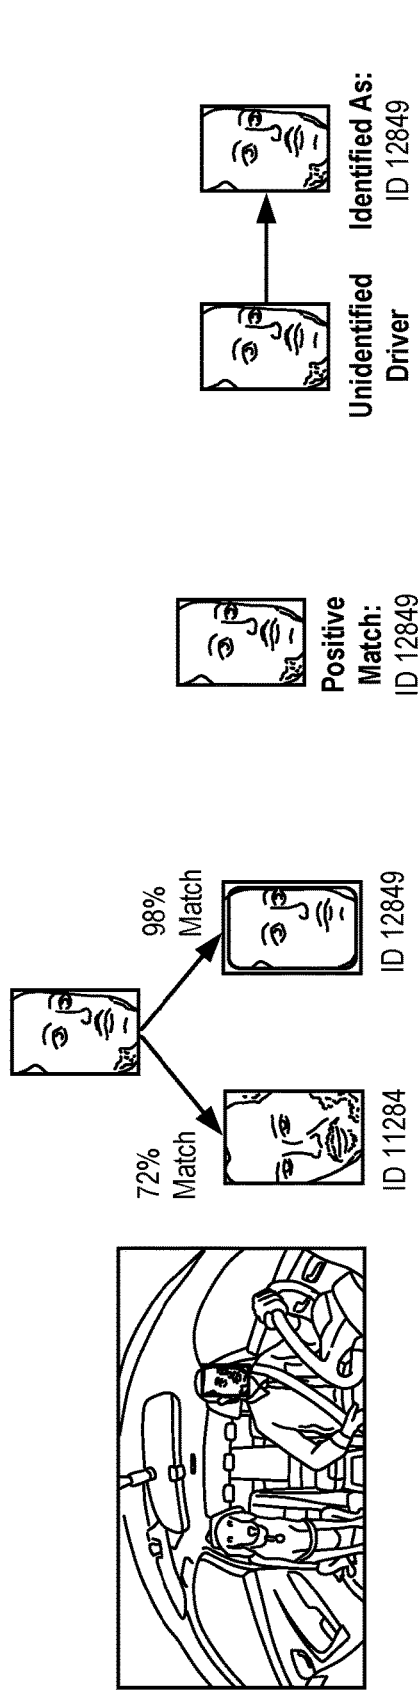 72%
Match
98%
Match
ID 11284
ID 12849
Positive
Match:
ID 12849
Unidentified
Driver
Identified As:
ID 12849